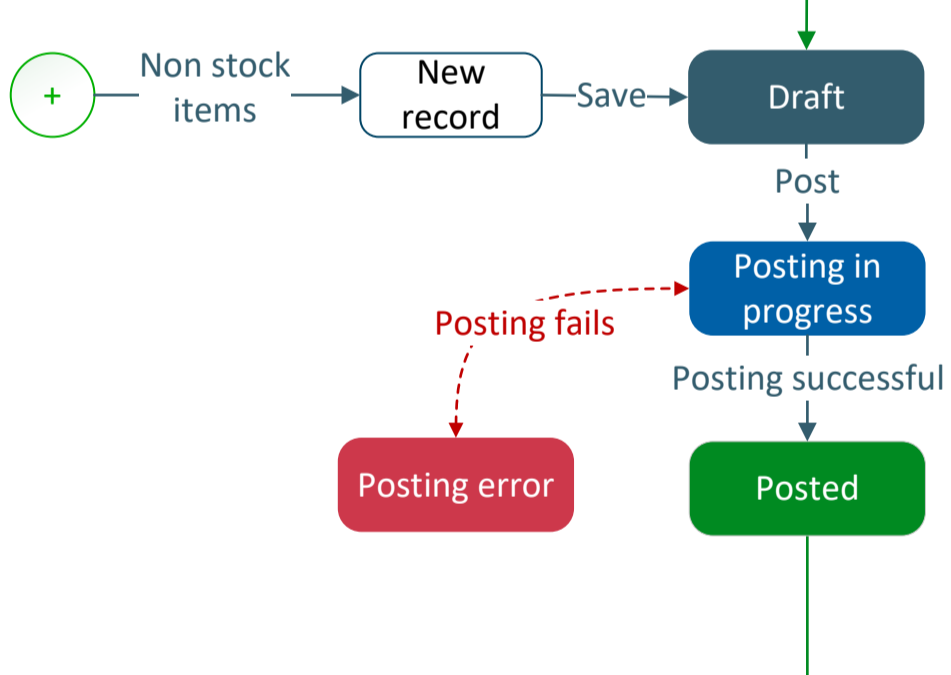 +
Non stock
items
New
record
Save
Draft
Post
Posting in
progress
Posting fails
Posting successful
Posting error
Posted